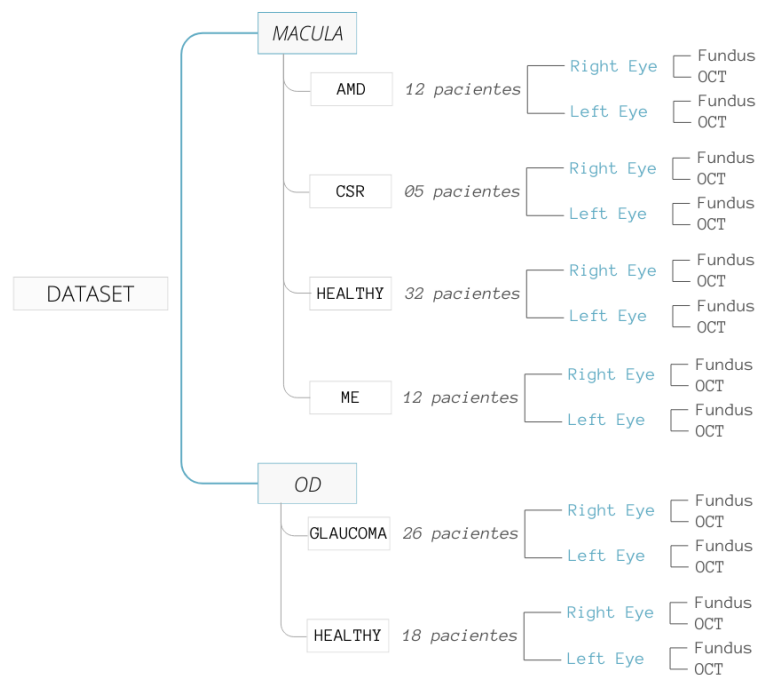 MACULA
AMD 12 pacientes Right Eye Fundus
OCT
Left Eye Fundus
OCT
CSR 05 pacientes Right Eye Fundus
OCT
Left Eye Fundus
OCT
DATASET
HEALTHY 32 pacientes Right Eye Fundus
OCT
Left Eye Fundus
OCT
ME 12 pacientes Right Eye Fundus
OCT
Left Eye Fundus
OCT
OD
GLAUCOMA 26 pacientes Right Eye Fundus
OCT
Left Eye Fundus
OCT
HEALTHY 18 pacientes Right Eye Fundus
OCT
Left Eye Fundus
OCT